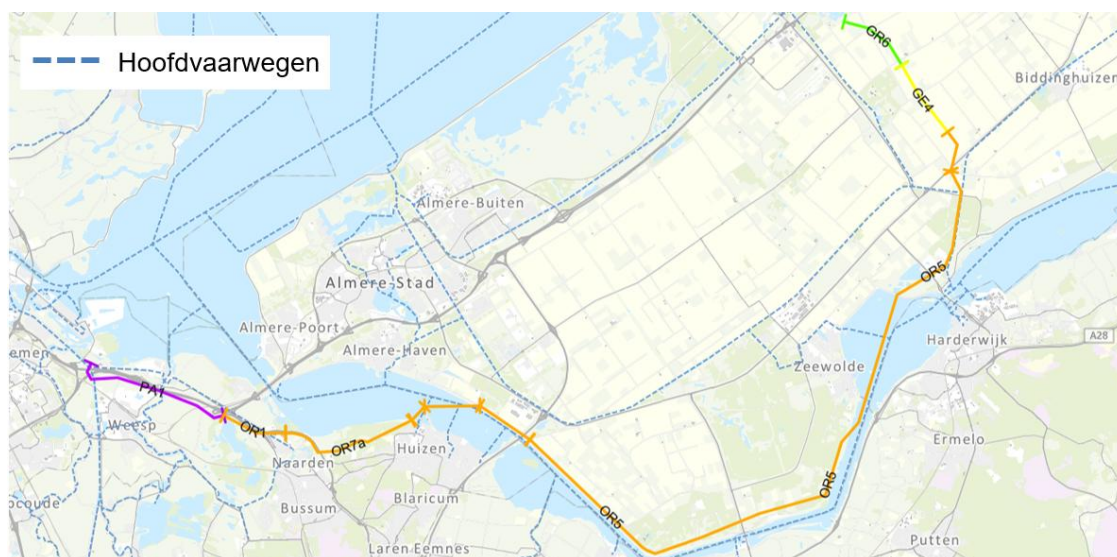 Hoofdvaarwegen
GR6
Biddinghuizen
GE4
Almere-Buiten
Almere-Stad
OR5
Almere-Poort
Harderwijk
A28
Almere-Haven
Zeewolde
PA1
Weesp
OR1
OR7a
Huizen
Ermelo
Naarden
Blaricum
OR5
OR5
Bussum
Putten
Laren Eemnes